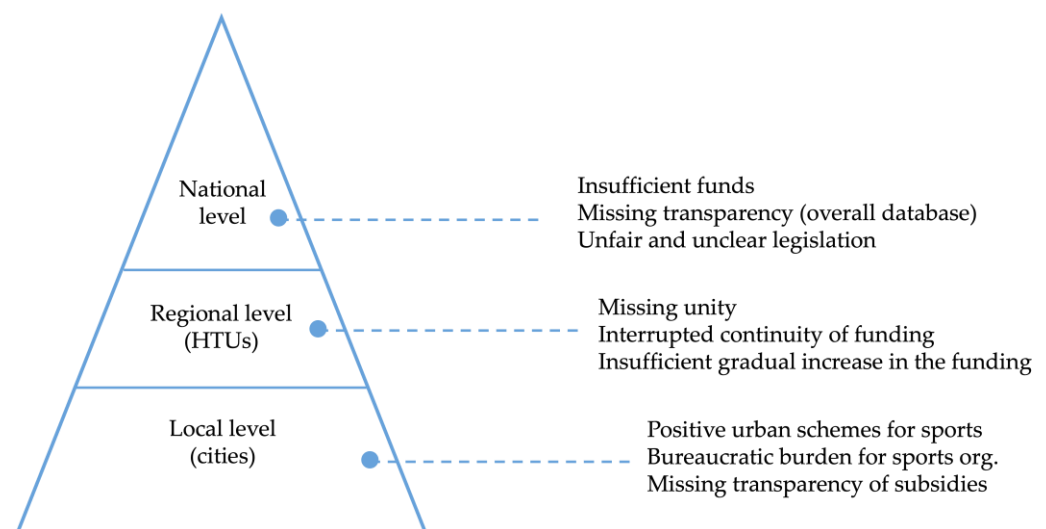 National
level
Insufficient funds
Missing transparency (overall database)
Unfair and unclear legislation
Regional level
(HTUs)
Missing unity
Interrupted continuity of funding
Insufficient gradual increase in the funding
Local level
(cities)
Positive urban schemes for sports
Bureaucratic burden for sports org.
Missing transparency of subsidies